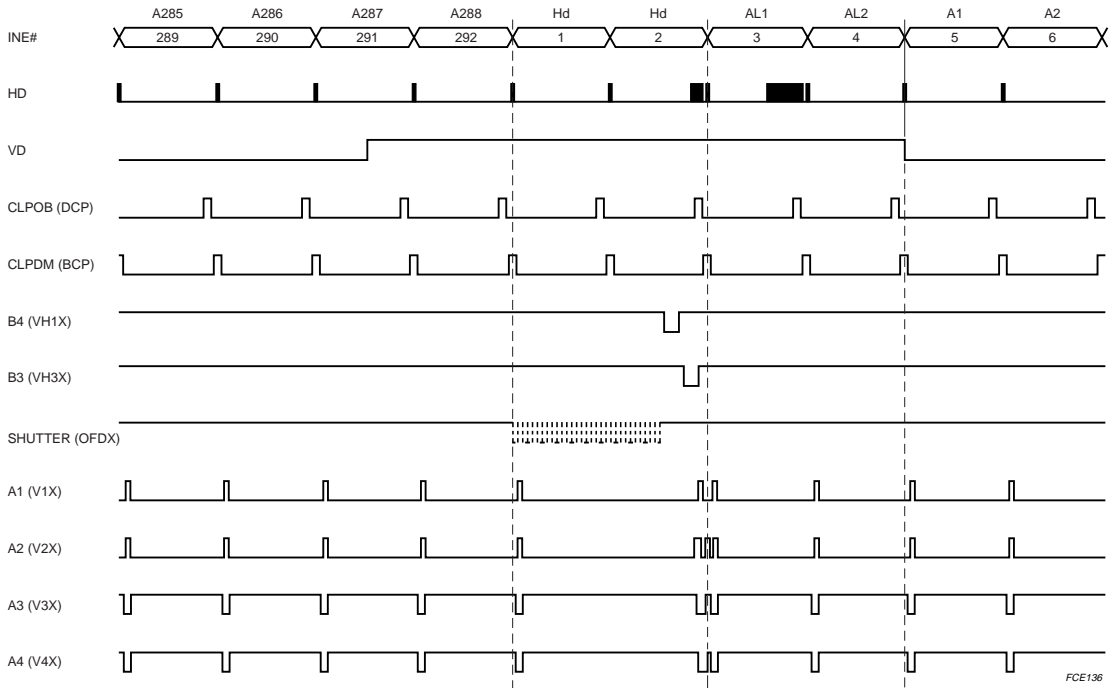 A285 A286 A287 A288 Hd Hd AL1 AL2 A1 A2
INE# 289 290 291 292 1 2 3 4 5 6
HD
VD
CLPOB (DCP)
CLPDM (BCP)
B4 (VH1X)
B3 (VH3X)
SHUTTER (OFDX)
A1 (V1X)
A2 (V2X)
A3 (V3X)
A4 (V4X)
FCE136